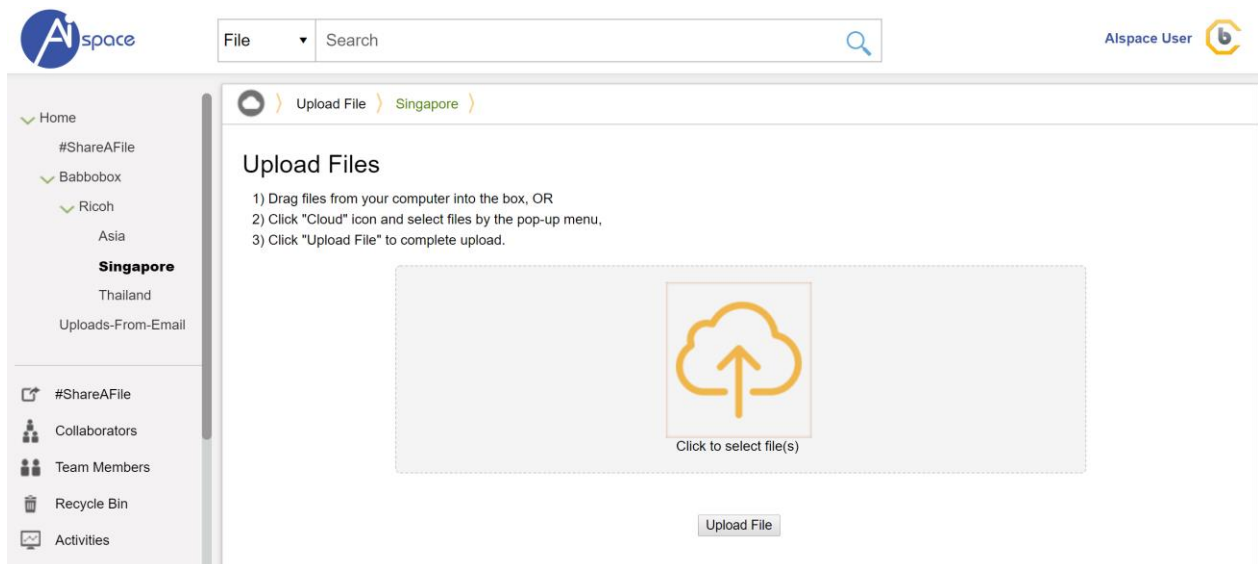 Aispace
File
Search
AIspace User
b
Home
#ShareAFile
Babbobox
Ricoh
Asia
Singapore
Thailand
Uploads-From-Email
#ShareAFile
Collaborators
Team Members
Recycle Bin
Activities
Upload File
Singapore
Upload Files
1) Drag files from your computer into the box, OR
2) Click "Cloud" icon and select files by the pop-up menu,
3) Click "Upload File" to complete upload.
Click to select file(s)
Upload File